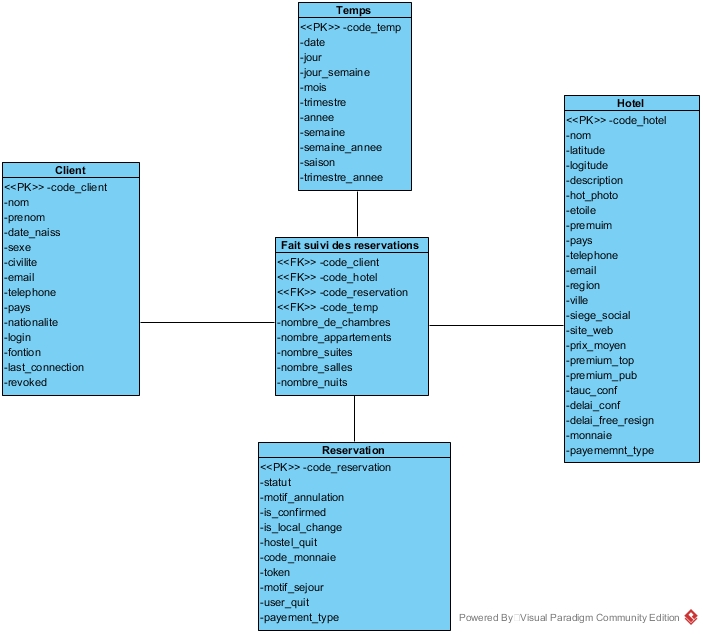 Temps
<<PK>> -code_temp
-date
-jour
-jour_semaine
-mois
-trimestre
-annee
-semaine
-semaine_annee
-saison
-trimestre_annee
Hotel
<<PK>> -code_hotel
-nom
-latitude
-logitude
-description
-hot_photo
-etoile
-premuim
-pays
-telephone
-email
-region
-ville
-siege_social
-site_web
-prix_moyen
-premium_top
-premium_pub
-tauc_conf
-delai_conf
-delai_free_resign
-monnaie
-payememnt_type
Client
<<PK>> -code_client
-nom
-prenom
-date_naiss
-sexe
-civilite
-email
-telephone
-pays
-nationalite
-login
-fontion
-last_connection
-revoked
Fait suivi des reservations
<<FK>> -code_client
<<FK>> -code_hotel
<<FK>> -code_reservation
<<FK>> -code_temp
-nombre_de_chambres
-nombre_appartements
-nombre_suites
-nombre_salles
-nombre_nuits
Reservation
<<PK>> -code_reservation
-statut
-motif_annulation
-is_confirmed
-is_local_change
-hostel_quit
-code_monnaie
-token
-motif_sejour
-user_quit
-payement_type
Powered By Visual Paradigm Community Edition